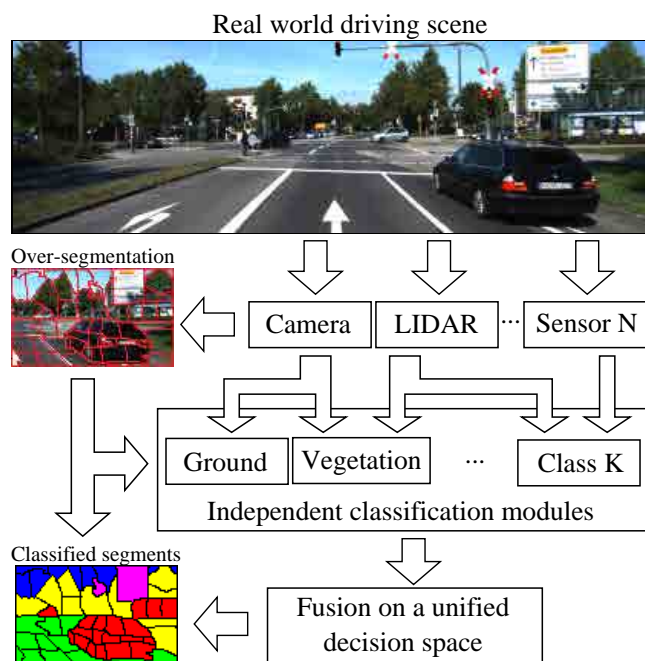 Real world driving scene
Over-segmentation
Camera
LIDAR
...
Sensor N
Ground
Vegetation
...
Class K
Independent classification modules
Classified segments
Fusion on a unified
decision space